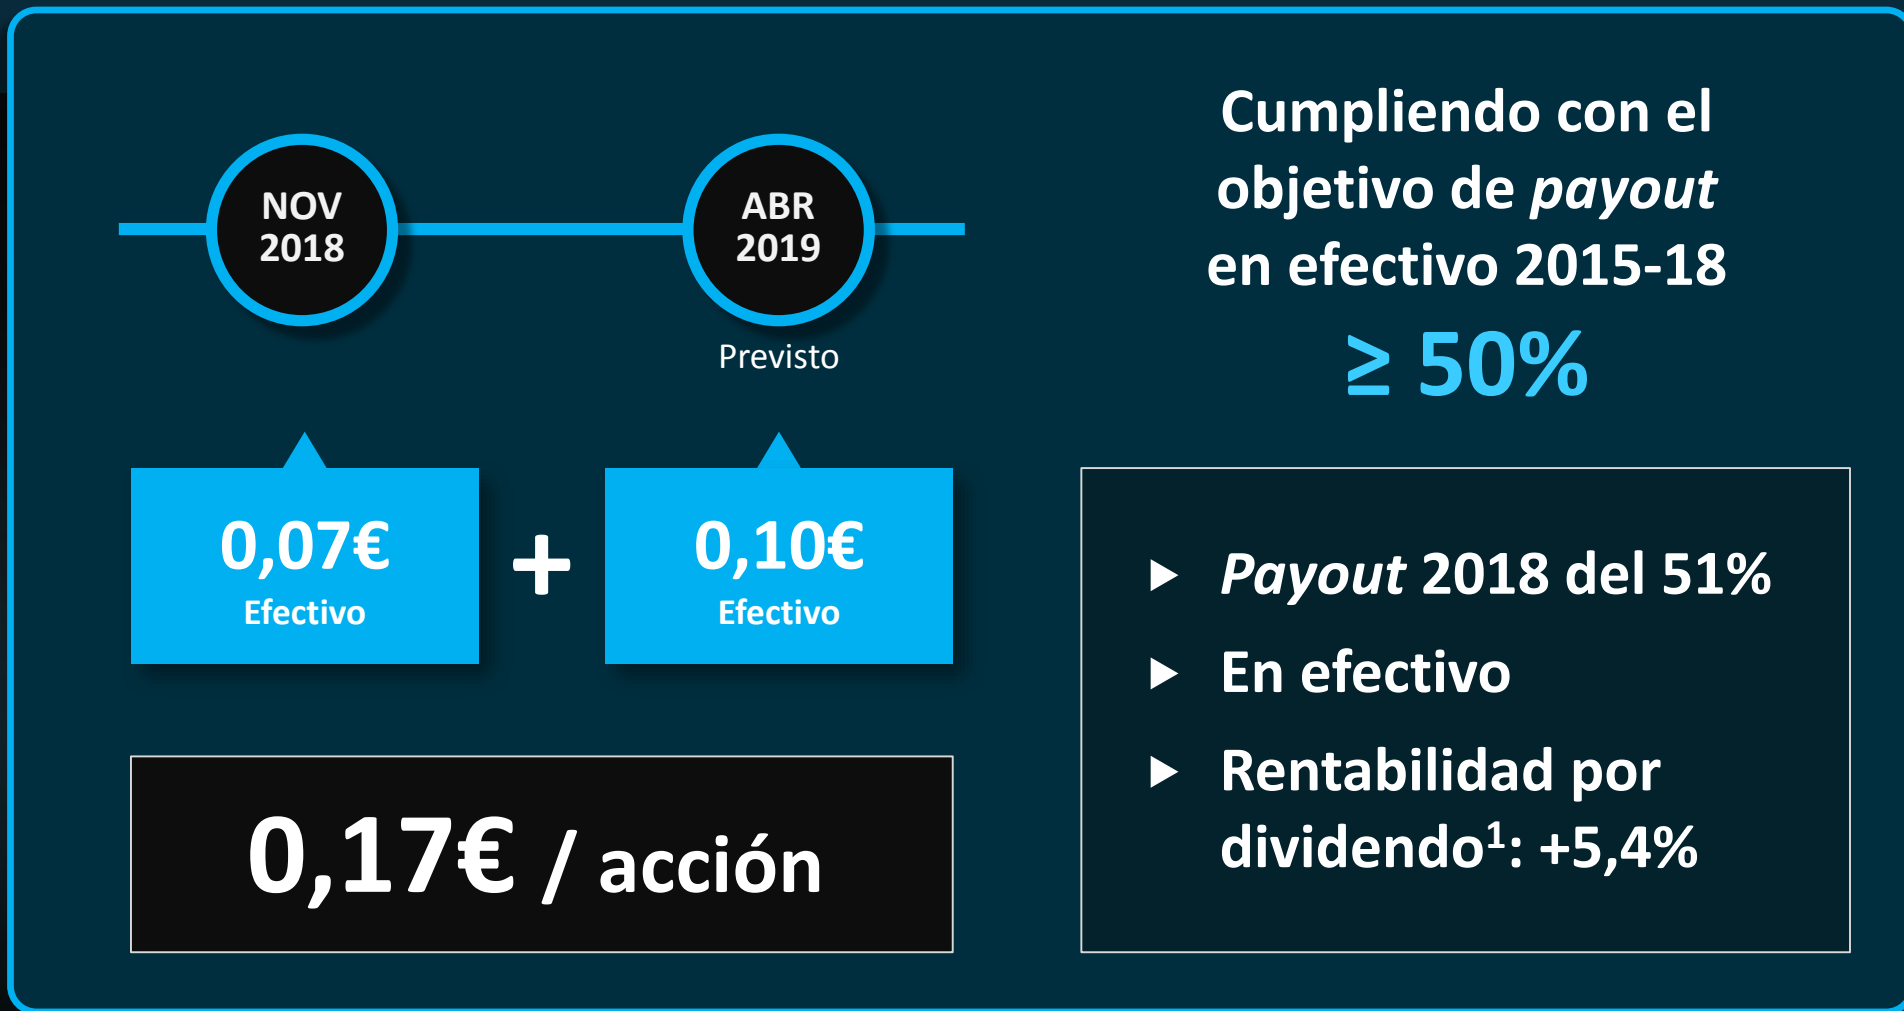 NOV
2018
ABR
2019
Previsto
0,07€
Efectivo
+
0,10€
Efectivo
0,17€ / acción
Cumpliendo con el
objetivo de payout
en efectivo 2015-18
≥ 50%
▶ Payout 2018 del 51%
▶ En efectivo
▶ Rentabilidad por
dividendo¹: +5,4%